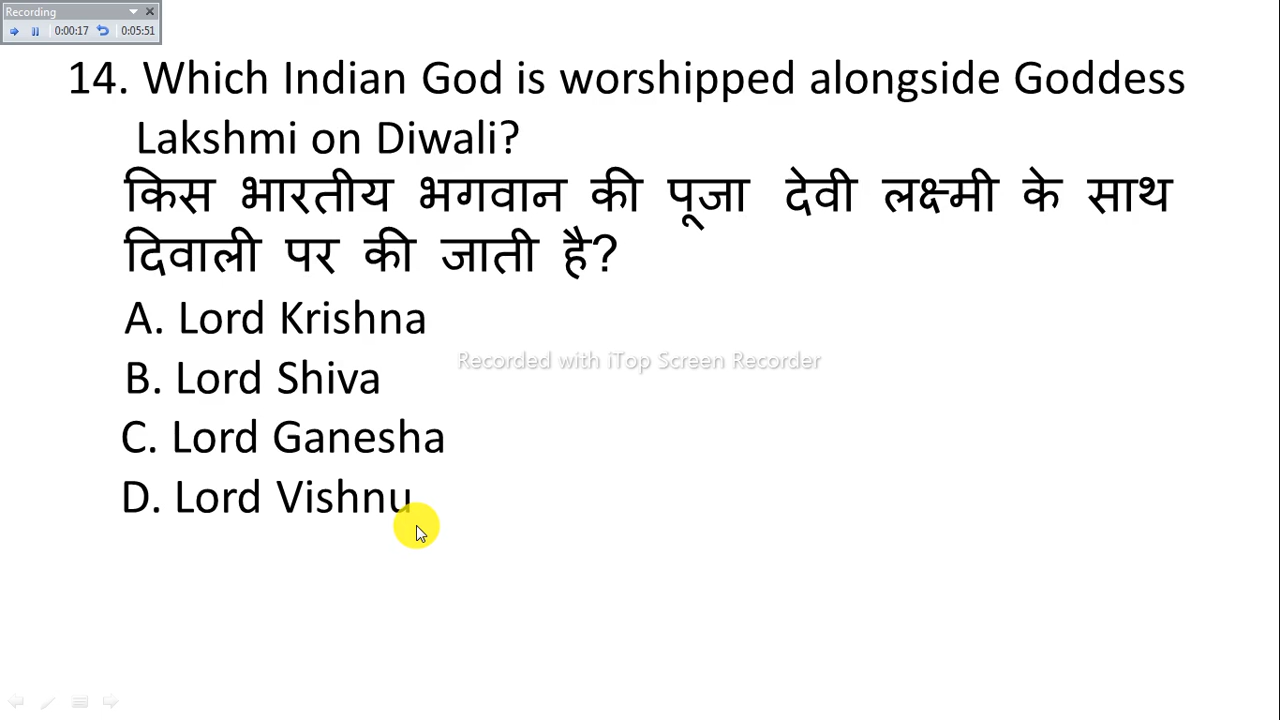 Recording
0:00:17 0:05:51
14. Which Indian God is worshipped alongside Goddess
Lakshmi on Diwali?
किस भारतीय भगवान की पूजा देवी लक्ष्मी के साथ
दिवाली पर की जाती है?
A. Lord Krishna
Recorded with iTop Screen Recorder
B. Lord Shiva
C. Lord Ganesha
D. Lord Vishnu